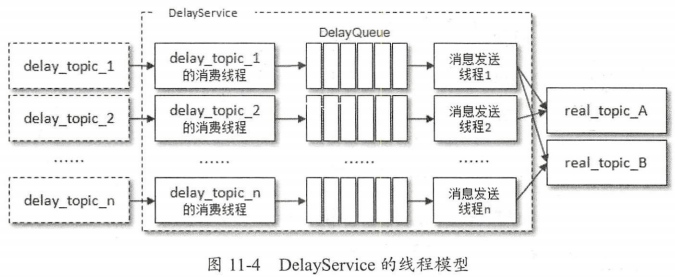 DelayService
DelayQueue
delay_topic_1
delay_topic_1
的消费线程
消息发送
线程1
delay_topic_2
delay_topic_2
的消费线程
消息发送
线程2
real_topic_A
……
……
……
……
real_topic_B
delay_topic_n
delay_topic_n
的消费线程
消息发送
线程n
图 11-4 DelayService 的线程模型